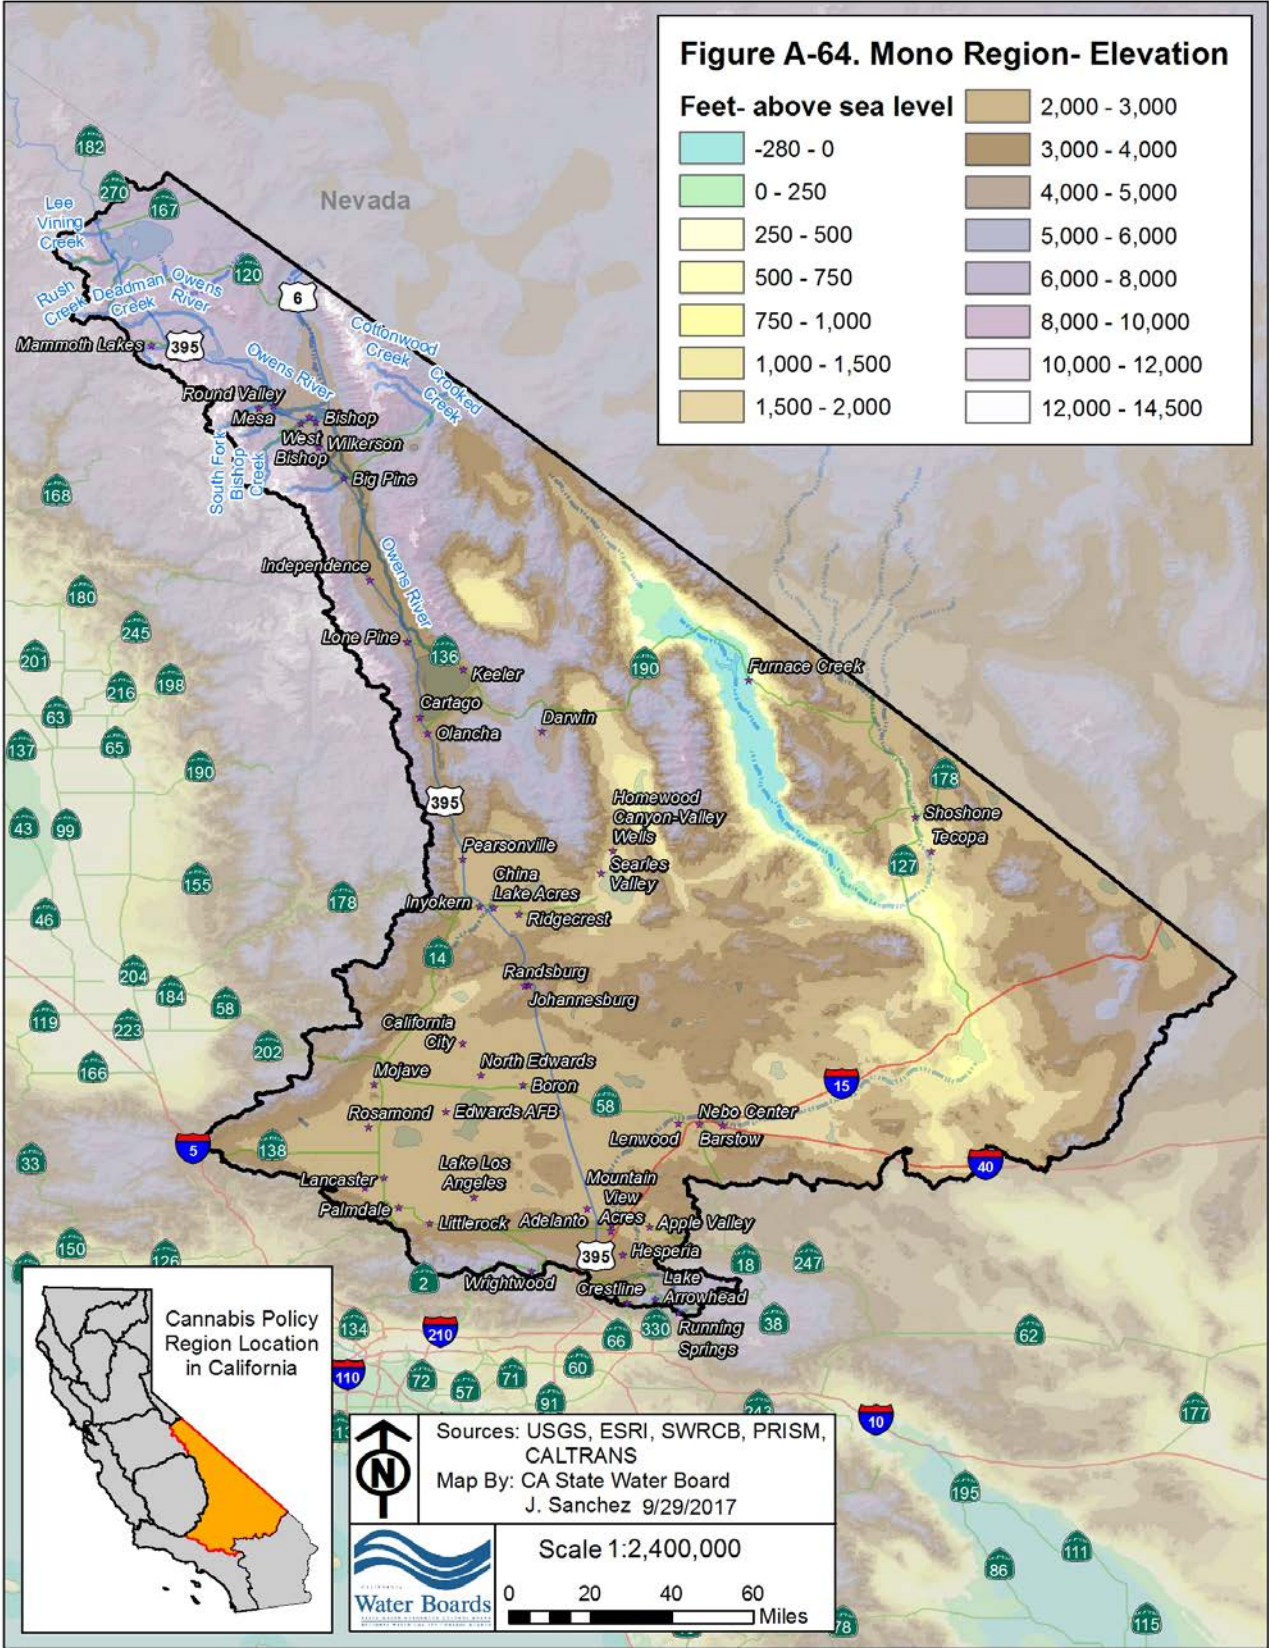 Figure A-64. Mono Region- Elevation
Feet- above sea level
-280 - 0
0 - 250
250 - 500
500 - 750
750 - 1,000
1,000 - 1,500
1,500 - 2,000
2,000 - 3,000
3,000 - 4,000
4,000 - 5,000
5,000 - 6,000
6,000 - 8,000
8,000 - 10,000
10,000 - 12,000
12,000 - 14,500
182
270
167
Nevada
Lee
Vining
Creek
120
6
Rush
Creek
Deadman
Creek
Owens
River
Mammoth Lakes
395
Cottonwood
Creek
Crooked
Creek
Owens River
Round Valley
Mesa
Bishop
West
Bishop
Wilkerson
South Fork
Bishop
Creek
Big Pine
168
Owens River
Independence
180
245
201
Lone Pine
136
190
Keeler
Furnace Creek
216
198
63
Cartago
Darwin
137
65
Olancha
190
178
395
Homewood
Canyon-Valley
Wells
43
99
Shoshone
Tecopa
Pearsonville
127
Searles
Valley
155
China
Lake Acres
178
Inyokern
Ridgecrest
46
14
204
Randsburg
184
58
Johannesburg
119
223
California
City
202
166
Mojave
North Edwards
Boron
15
58
Rosamond
Edwards AFB
Nebo Center
Lenwood
Barstow
5
138
33
40
Lake Los
Angeles
Lancaster
Mountain
View
Acres
Palmdale
Littlerock
Adelanto
Apple Valley
150
126
395
Hesperia
18
247
2
Wrightwood
Crestline
Lake
Arrowhead
134
210
66
330
Running
Springs
38
62
110
72
57
71
60
91
243
10
177
195
111
86
115
78
Cannabis Policy
Region Location
in California
N
Sources: USGS, ESRI, SWRCB, PRISM,
CALTRANS
Map By: CA State Water Board
J. Sanchez 9/29/2017
CALIFORNIA
Water Boards
Scale 1:2,400,000
0 20 40 60
Miles